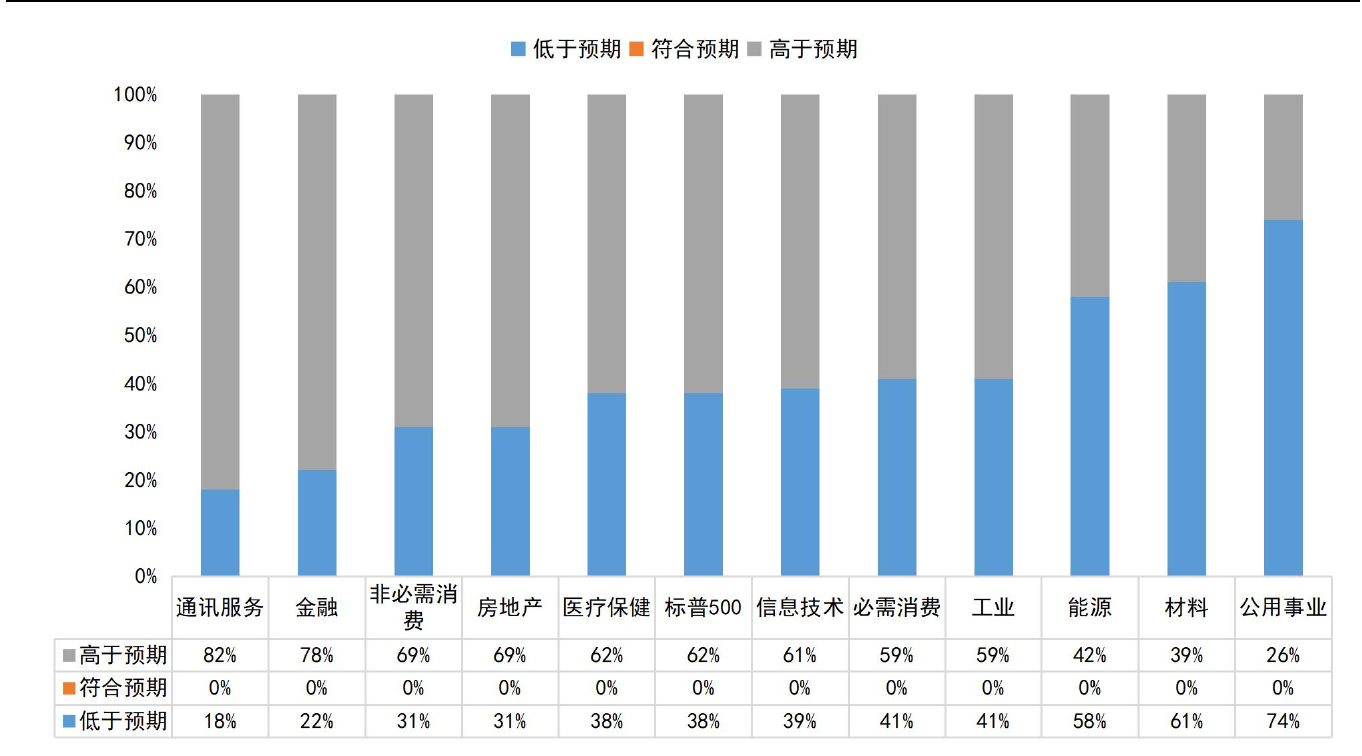 低于预期 符合预期 高于预期
100%
90%
80%
70%
60%
50%
40%
30%
20%
10%
0%
通讯服务 金融 非必需消费 房地产 医疗保健 标普500 信息技术 必需消费 工业 能源 材料 公用事业
高于预期 82% 78% 69% 69% 62% 62% 61% 59% 59% 42% 39% 26%
符合预期 0% 0% 0% 0% 0% 0% 0% 0% 0% 0% 0% 0%
低于预期 18% 22% 31% 31% 38% 38% 39% 41% 41% 58% 61% 74%